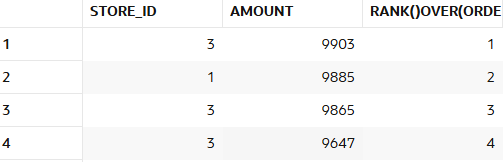 STORE_ID AMOUNT RANK()OVER(ORDE
1 3 9903 1
2 1 9885 2
3 3 9865 3
4 3 9647 4